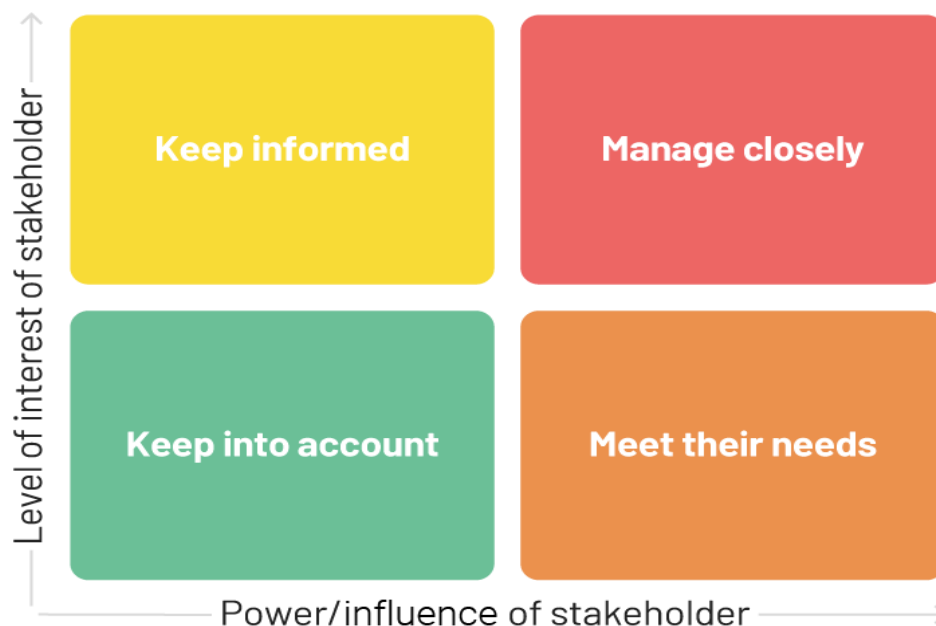 Level of interest of stakeholder
Keep informed
Manage closely
Keep into account
Meet their needs
Power/influence of stakeholder